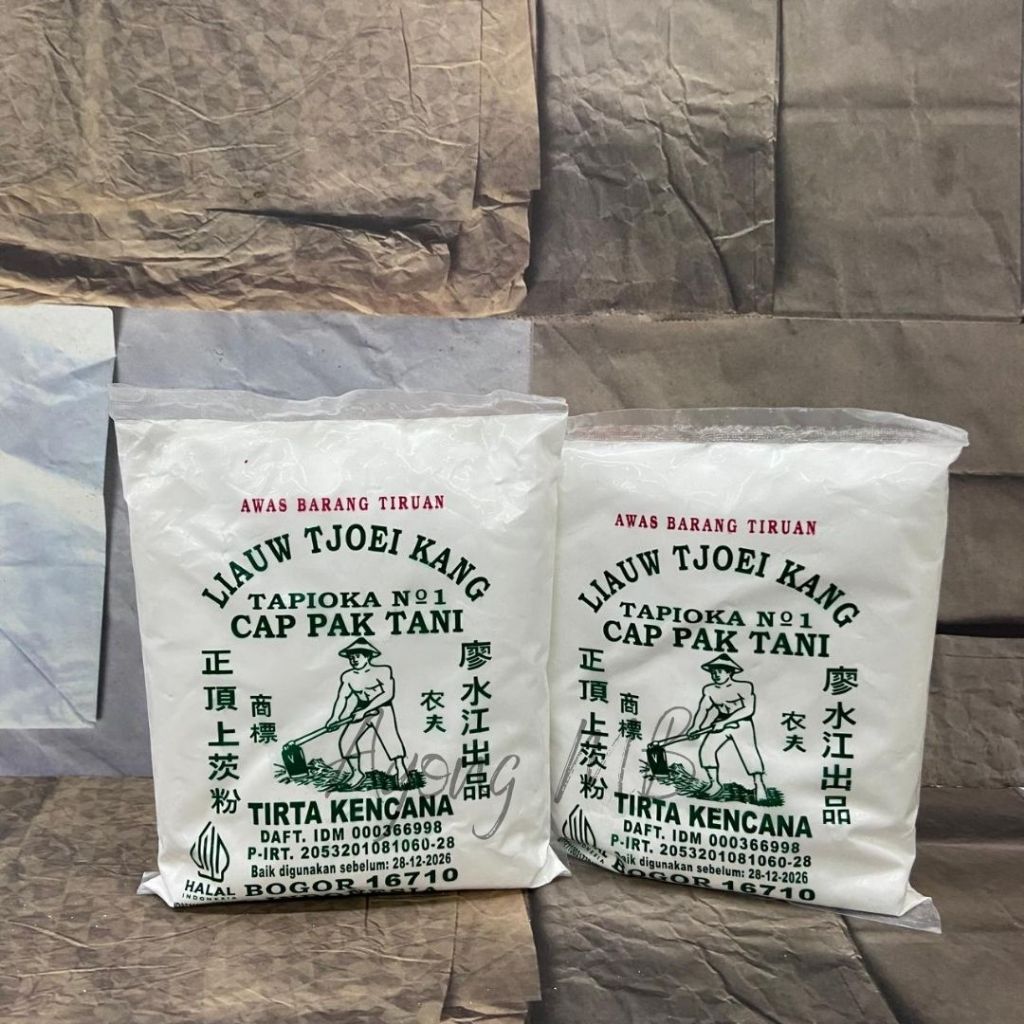 AWAS BARANG TIRUAN
LIAUW TJOEI KANG
TAPIOKA Nº1
CAP PAK TANI
正頂上茨粉
商標
農夫
廖水江出品
TIRTA KENCANA
DAFT. IDM 000366998
P-IRT. 2053201081060-28
Baik digunakan sebelum: 28-12-2026
BOGOR 16710
HALAL
INDONESIA
AWAS BARANG TIRUAN
LIAUW TJOEI KANG
TAPIOKA Nº1
CAP PAK TANI
正頂上茨粉
商標
农夫
廖水江出品
TIRTA KENCANA
DAFT. IDM 000366998
P-IRT. 2053201081060-28
Baik digunakan sebelum: 28-12-2026
BOGOR 16710
Ayong MB